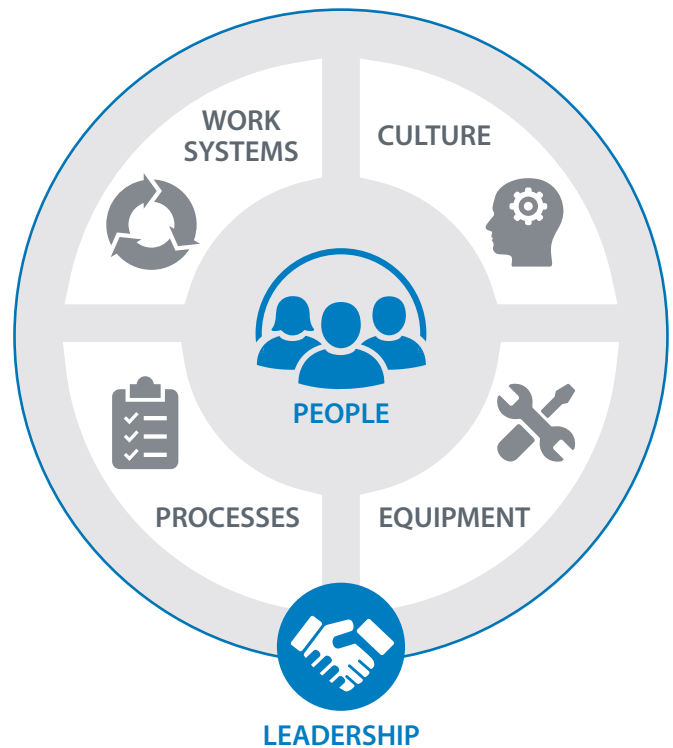 WORK
SYSTEMS
CULTURE
PEOPLE
PROCESSES
EQUIPMENT
LEADERSHIP